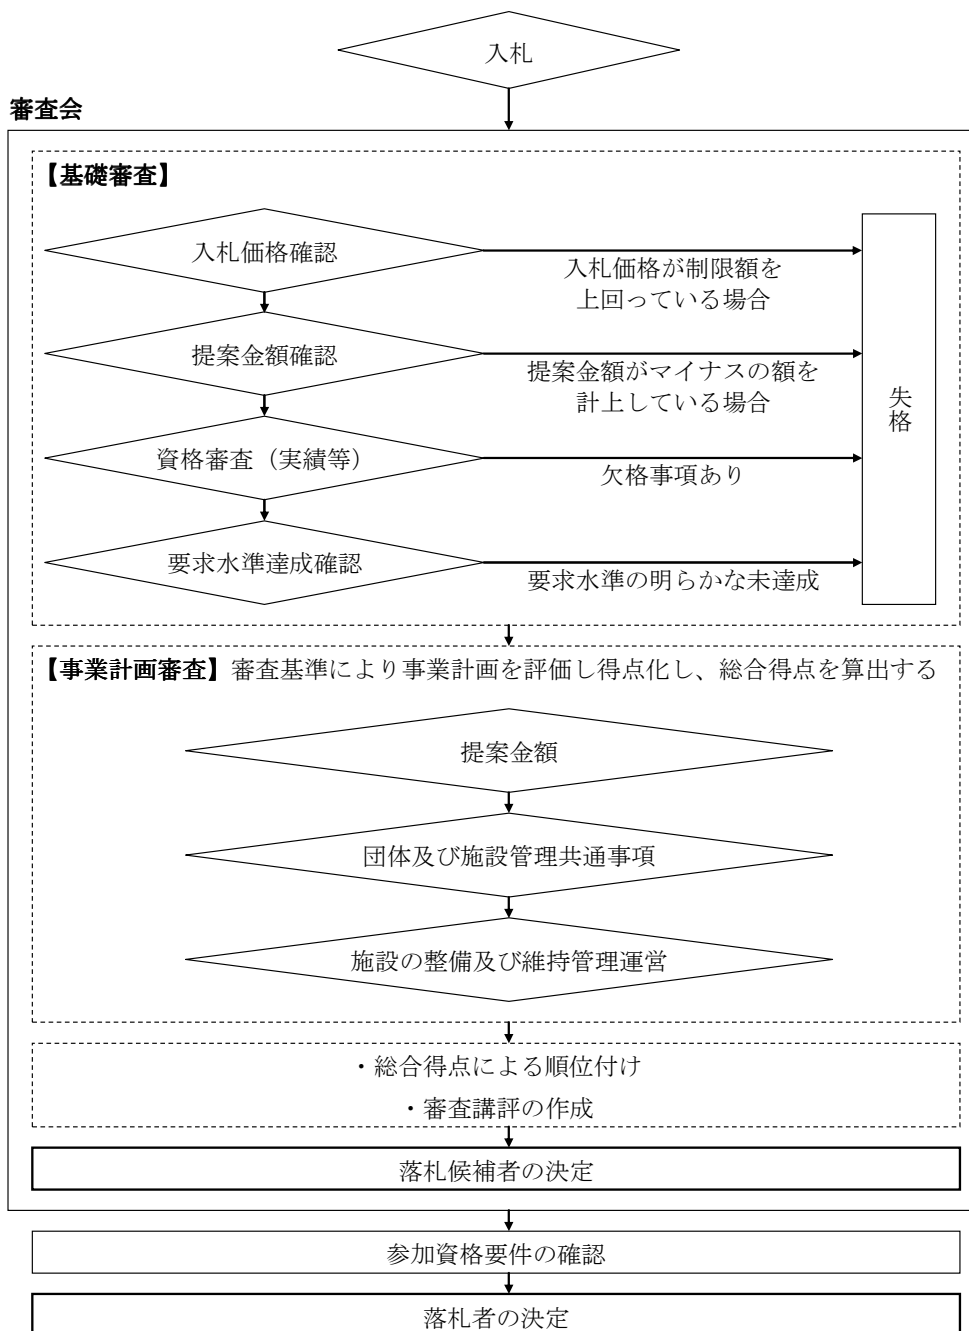 入札
審査会
【基礎審査】
入札価格確認
入札価格が制限額を
上回っている場合
提案金額確認
提案金額がマイナスの額を
計上している場合
失格
資格審査（実績等）
欠格事項あり
要求水準達成確認
要求水準の明らかな未達成
【事業計画審査】審査基準により事業計画を評価し得点化し、総合得点を算出する
提案金額
団体及び施設管理共通事項
施設の整備及び維持管理運営
・総合得点による順位付け
・審査講評の作成
落札候補者の決定
参加資格要件の確認
落札者の決定